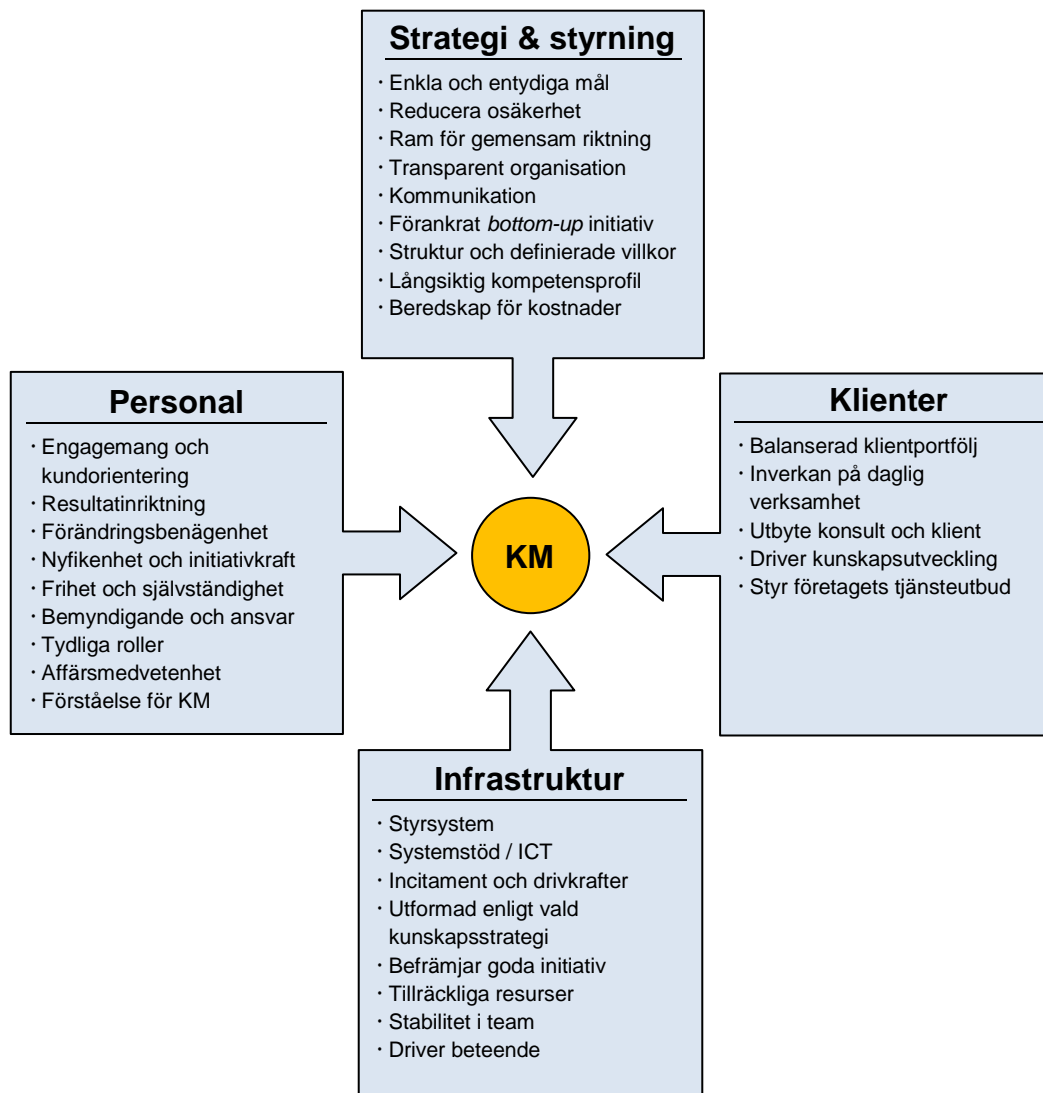 Strategi & styrning
· Enkla och entydiga mål
· Reducera osäkerhet
· Ram för gemensam riktning
· Transparent organisation
· Kommunikation
· Förankrat bottom-up initiativ
· Struktur och definierade villkor
· Långsiktig kompetensprofil
· Beredskap för kostnader
Personal
· Engagemang och
kundorientering
· Resultatinriktning
· Förändringsbenägenhet
· Nyfikenhet och initiativkraft
· Frihet och självständighet
· Bemyndigande och ansvar
· Tydliga roller
· Affärsmedvetenhet
· Förståelse för KM
KM
Klienter
· Balanserad klientportfölj
· Inverkan på daglig
verksamhet
· Utbyte konsult och klient
· Driver kunskapsutveckling
· Styr företagets tjänsteutbud
Infrastruktur
· Styrsystem
· Systemstöd / ICT
· Incitament och drivkrafter
· Utformad enligt vald
kunskapsstrategi
· Befrämjar goda initiativ
· Tillräckliga resurser
· Stabilitet i team
· Driver beteende